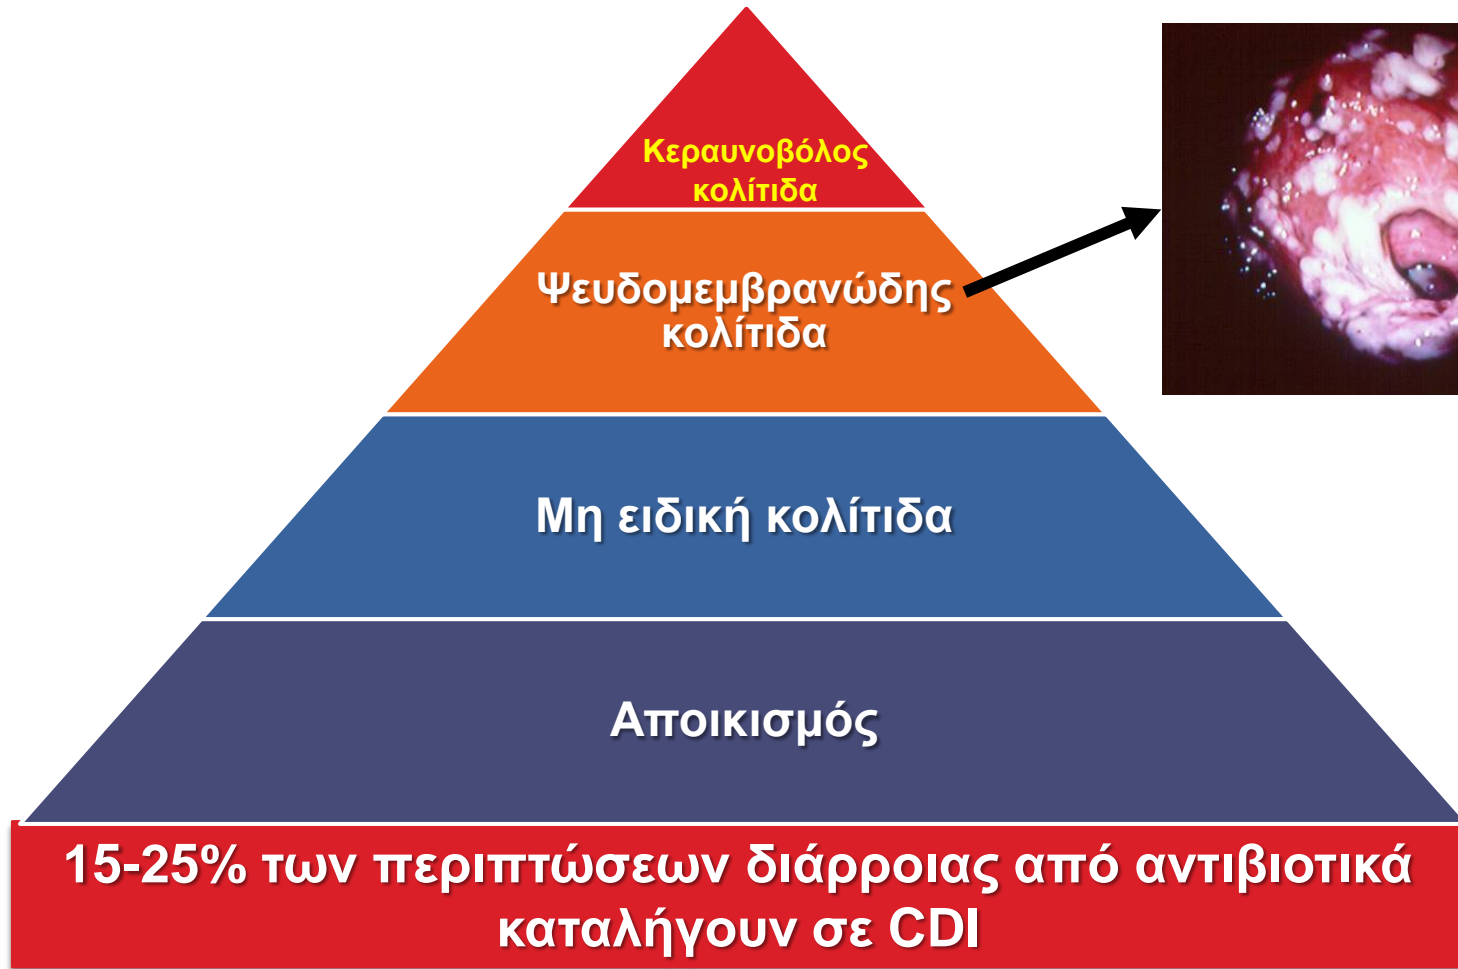 Κεραυνοβόλος
κολίτιδα
Ψευδομεμβρανώδης
κολίτιδα
Μη ειδική κολίτιδα
Αποικισμός
15-25% των περιπτώσεων διάρροιας από αντιβιοτικά
καταλήγουν σε CDI